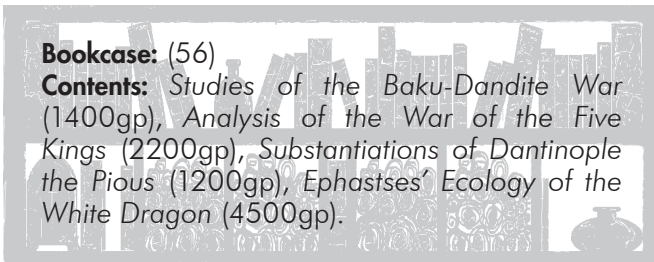 Bookcase: (56)
Contents: Studies of the Baku-Dandite War
(1400gp), Analysis of the War of the Five
Kings (2200gp), Substantiations of Dantinople
the Pious (1200gp), Ephastses’ Ecology of the
White Dragon (4500gp).